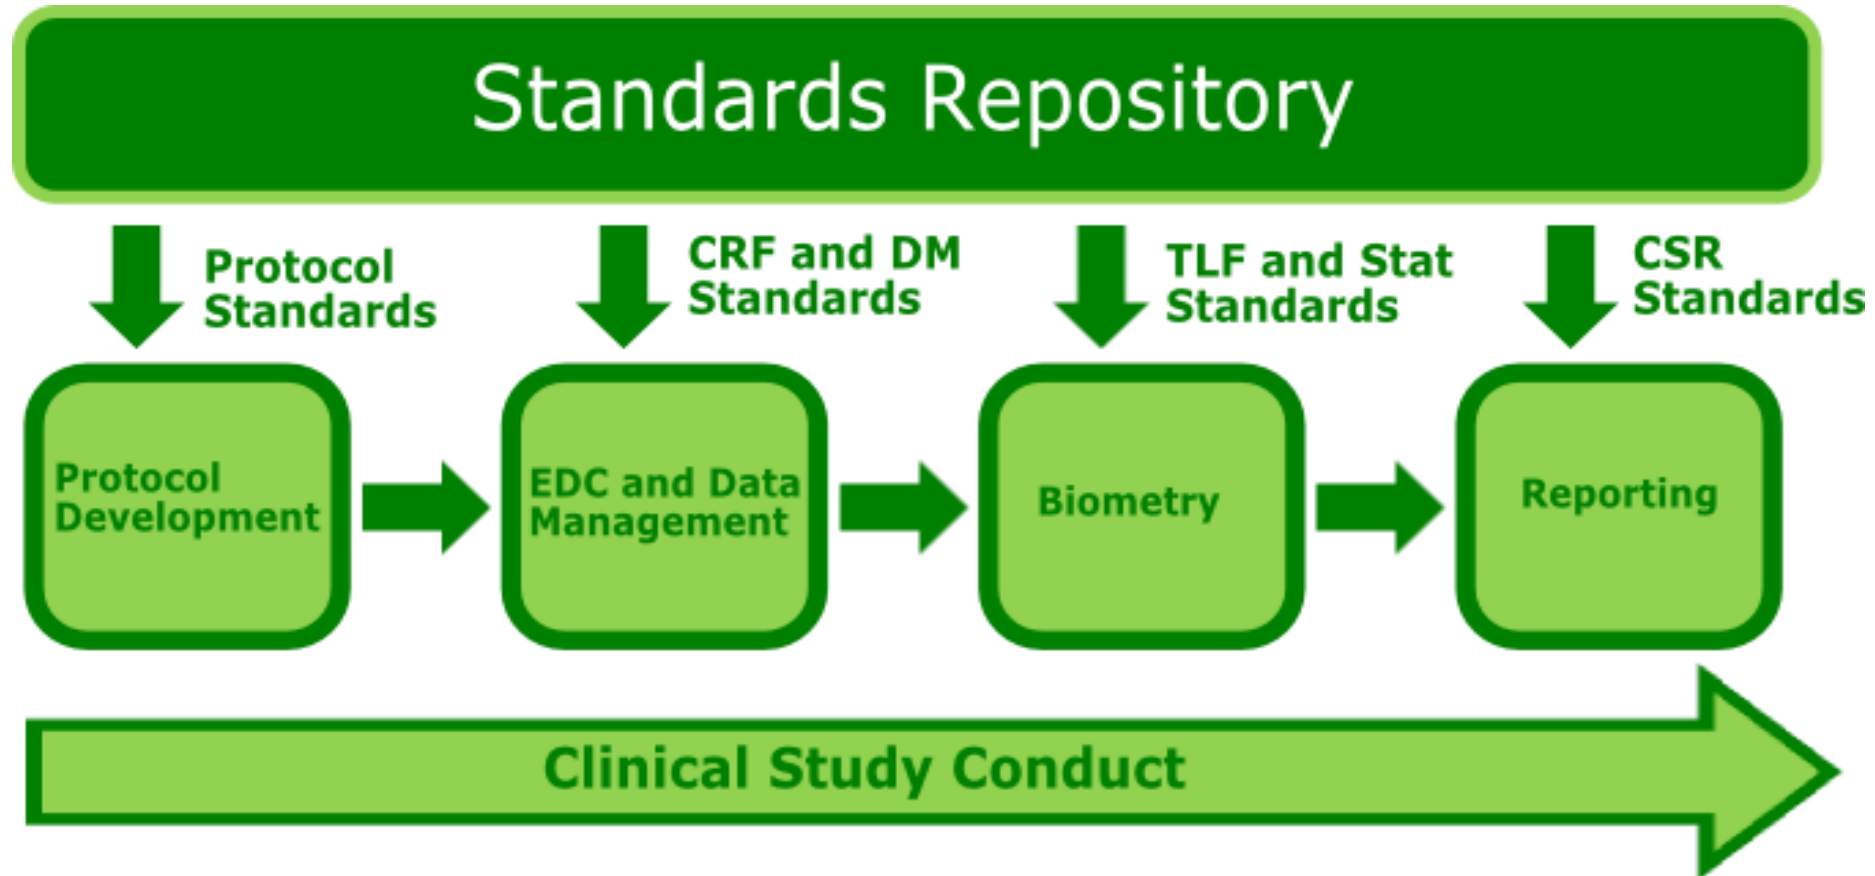 Standards Repository
Protocol
Standards
CRF and DM
Standards
TLF and Stat
Standards
CSR
Standards
Protocol
Development
EDC and Data
Management
Biometry
Reporting
Clinical Study Conduct